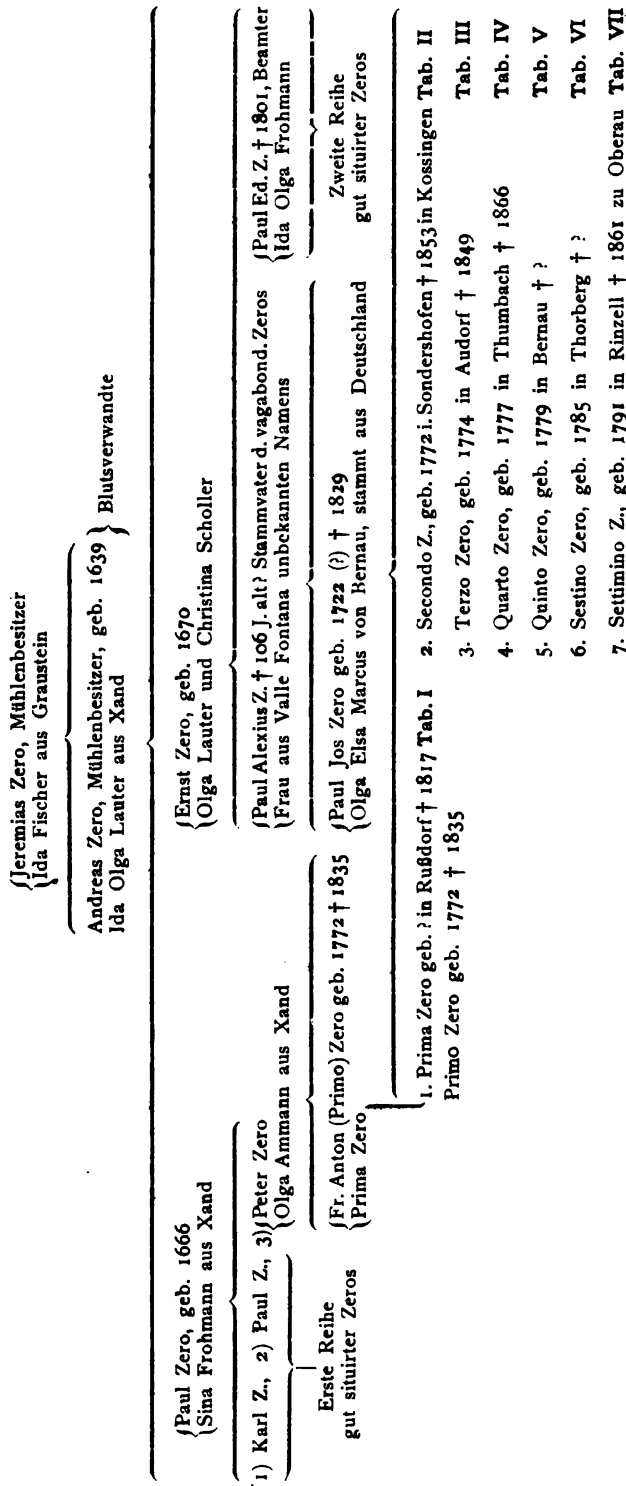 Jeremias Zero, Mühlenbesitzer
Ida Fischer aus Graustein
Andreas Zero, Mühlenbesitzer, geb. 1639
Ida Olga Lauter aus Xand
Blutsverwandte
Paul Zero, geb. 1666
Sina Frohmann aus Xand
Ernst Zero, geb. 1670
Olga Lauter und Christina Scholler
1) Karl Z., 2) Paul Z., 3) Peter Zero
Olga Ammann aus Xand
Paul Alexius Z. † 106 J. alt? Stammvater d. vagabond. Zeros
Frau aus Valle Fontana unbekannten Namens
Paul Ed. Z. † 1801, Beamter
Ida Olga Frohmann
Erste Reihe
gut situirter Zeros
Fr. Anton (Primo) Zero geb. 1772 † 1835
Prima Zero
Paul Jos Zero geb. 1722 (?) † 1829
Olga Elsa Marcus von Bernau, stammt aus Deutschland
Zweite Reihe
gut situirter Zeros
1. Prima Zero geb. ? in Rußdorf † 1817 Tab. I
Primo Zero geb. 1772 † 1835
2. Secondo Z., geb. 1772 i. Sondershofen † 1853 in Kossingen Tab. II
3. Terzo Zero, geb. 1774 in Audorf † 1849 Tab. III
4. Quarto Zero, geb. 1777 in Thumbach † 1866 Tab. IV
5. Quinto Zero, geb. 1779 in Bernau † ? Tab. V
6. Sestino Zero, geb. 1785 in Thorberg † ? Tab. VI
7. Settimino Z., geb. 1791 in Rinzell † 1861 zu Oberau Tab. VII